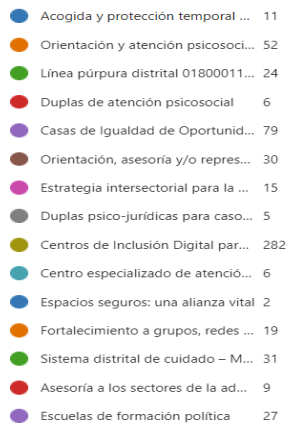 Acogida y protección temporal ... 11
Orientación y atención psicosoci... 52
Línea púrpura distrital 01800011... 24
Duplas de atención psicosocial 6
Casas de Igualdad de Oportunid... 79
Orientación, asesoría y/o repres... 30
Estrategia intersectorial para la ... 15
Duplas psico-jurídicas para caso... 5
Centros de Inclusión Digital par... 282
Centro especializado de atenció... 6
Espacios seguros: una alianza vital 2
Fortalecimiento a grupos, redes ... 19
Sistema distrital de cuidado – M... 31
Asesoría a los sectores de la ad... 9
Escuelas de formación política 27